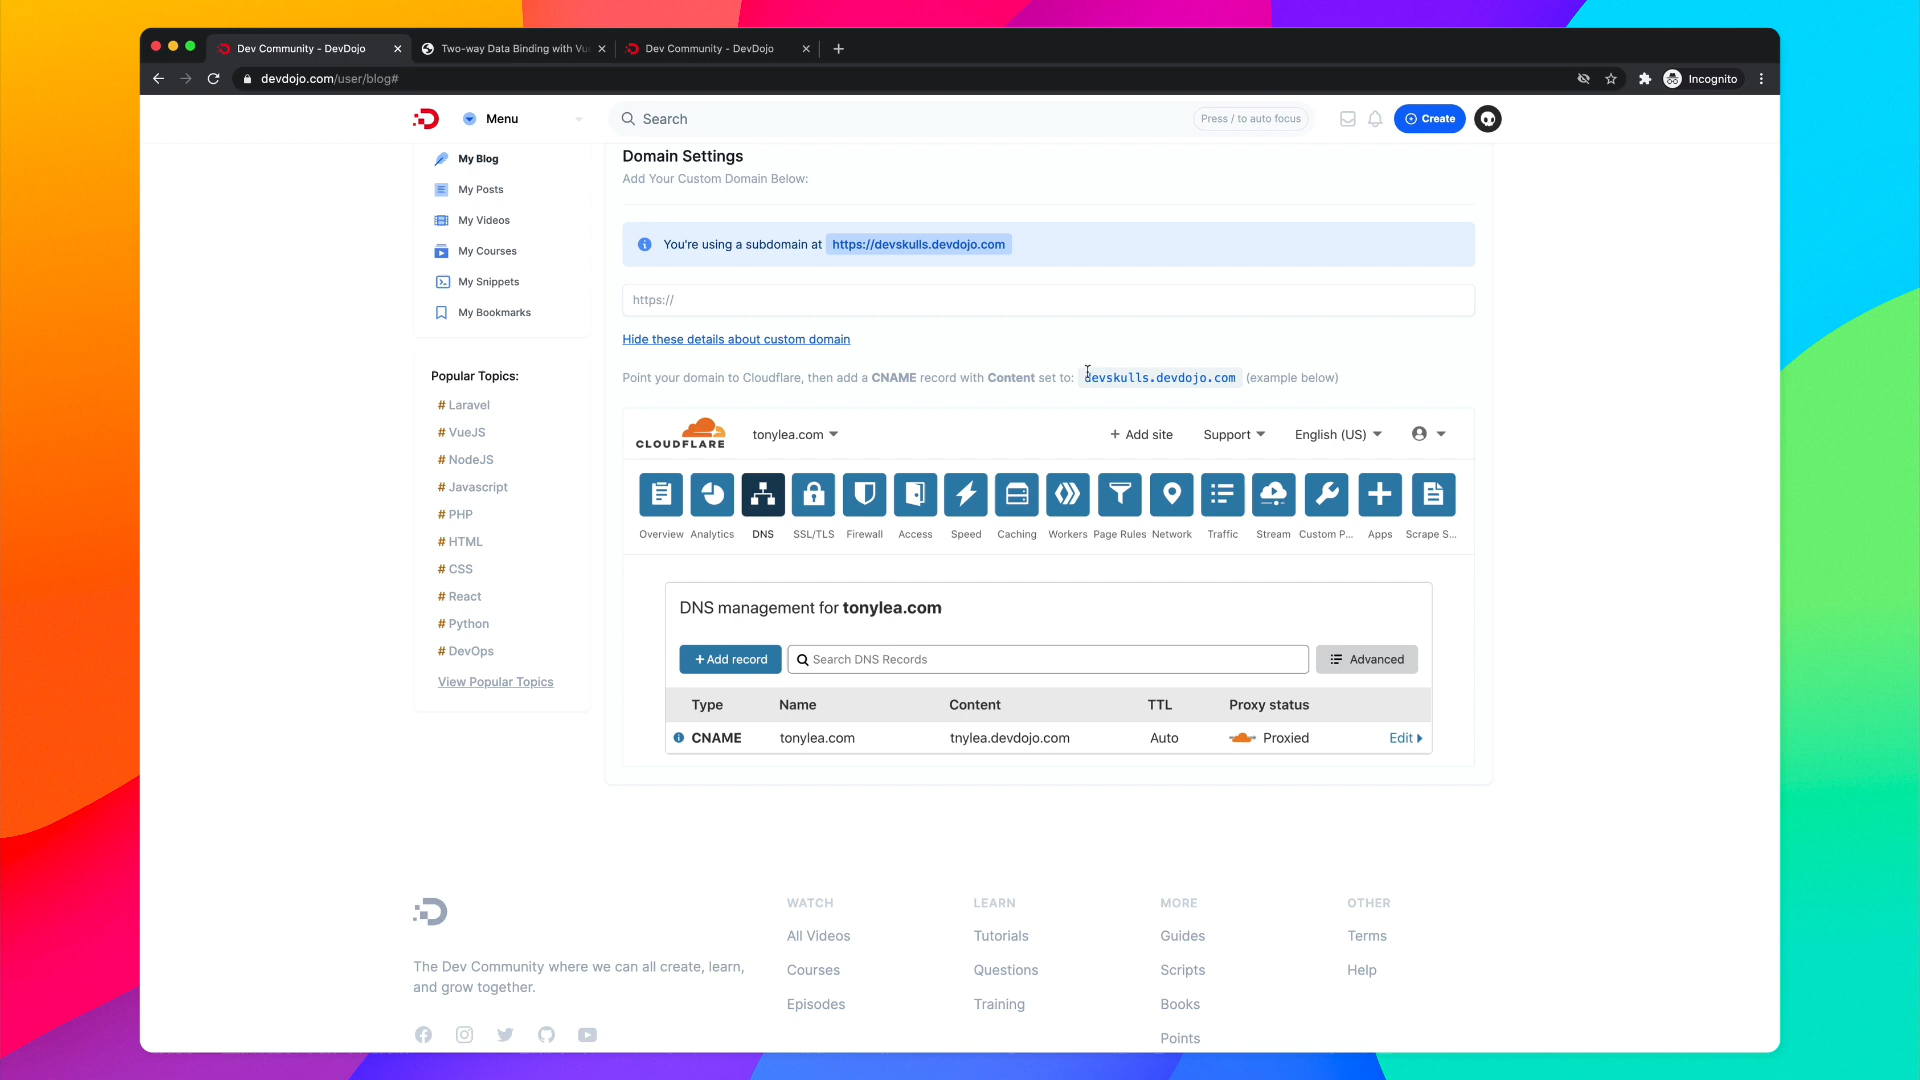 Dev Community - DevDojo
Two-way Data Binding with Vu
Dev Community - DevDojo
devdojo.com/user/blog#
Incognito
Menu
Search
Press / to auto focus
Create
My Blog
My Posts
My Videos
My Courses
My Snippets
My Bookmarks
Popular Topics:
# Laravel
# VueJS
# NodeJS
# Javascript
# PHP
# HTML
# CSS
# React
# Python
# DevOps
View Popular Topics
Domain Settings
Add Your Custom Domain Below:
You're using a subdomain at https://devskulls.devdojo.com
https://
Hide these details about custom domain
Point your domain to Cloudflare, then add a CNAME record with Content set to: devskulls.devdojo.com (example below)
CLOUDFLARE
tonylea.com
+ Add site
Support
English (US)
Overview
Analytics
DNS
SSL/TLS
Firewall
Access
Speed
Caching
Workers
Page Rules
Network
Traffic
Stream
Custom P...
Apps
Scrape S...
DNS management for tonylea.com
+Add record
Search DNS Records
Advanced
Type Name Content TTL Proxy status
CNAME tonylea.com tnylea.devdojo.com Auto Proxied Edit
The Dev Community where we can all create, learn,
and grow together.
WATCH
All Videos
Courses
Episodes
LEARN
Tutorials
Questions
Training
MORE
Guides
Scripts
Books
Points
OTHER
Terms
Help